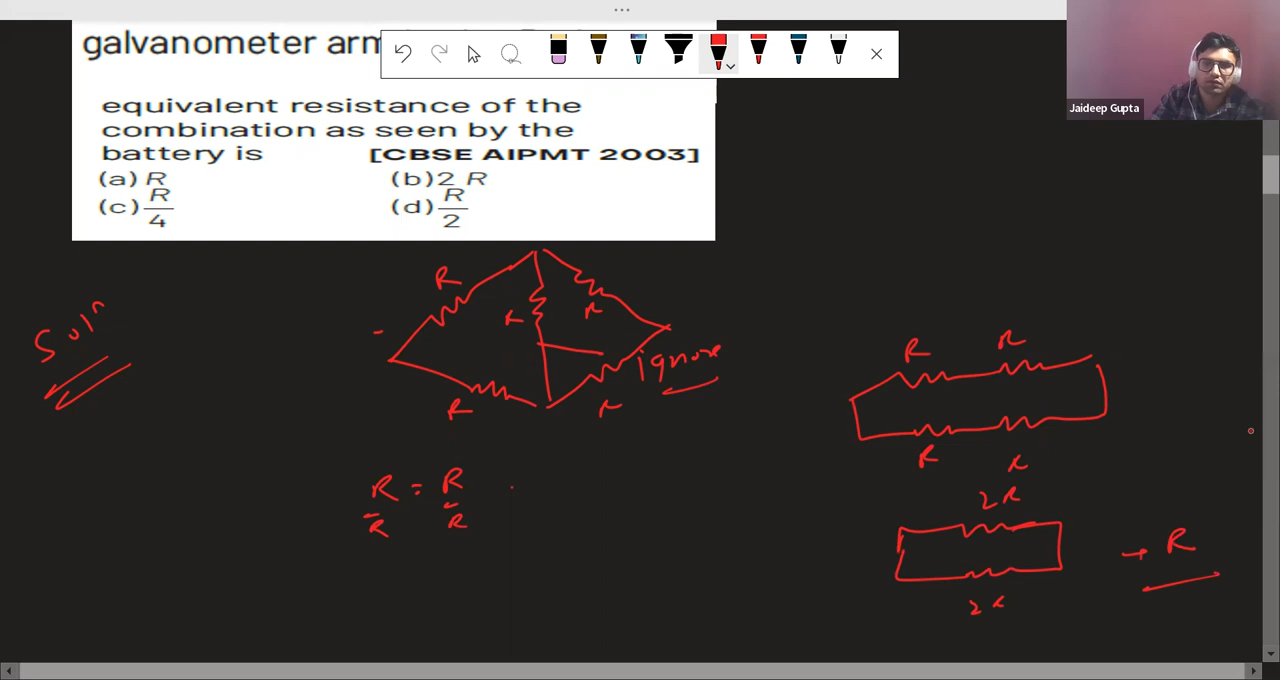 galvanometer arm
Jaideep Gupta
equivalent resistance of the
combination as seen by the
battery is [CBSE AIPMT 2003]
(a) R (b) 2 R
(c) R/4 (d) R/2
Soln
R
R
R
R
R
ignore
R/R = R/R
R R
R R
2R
2R
→ R